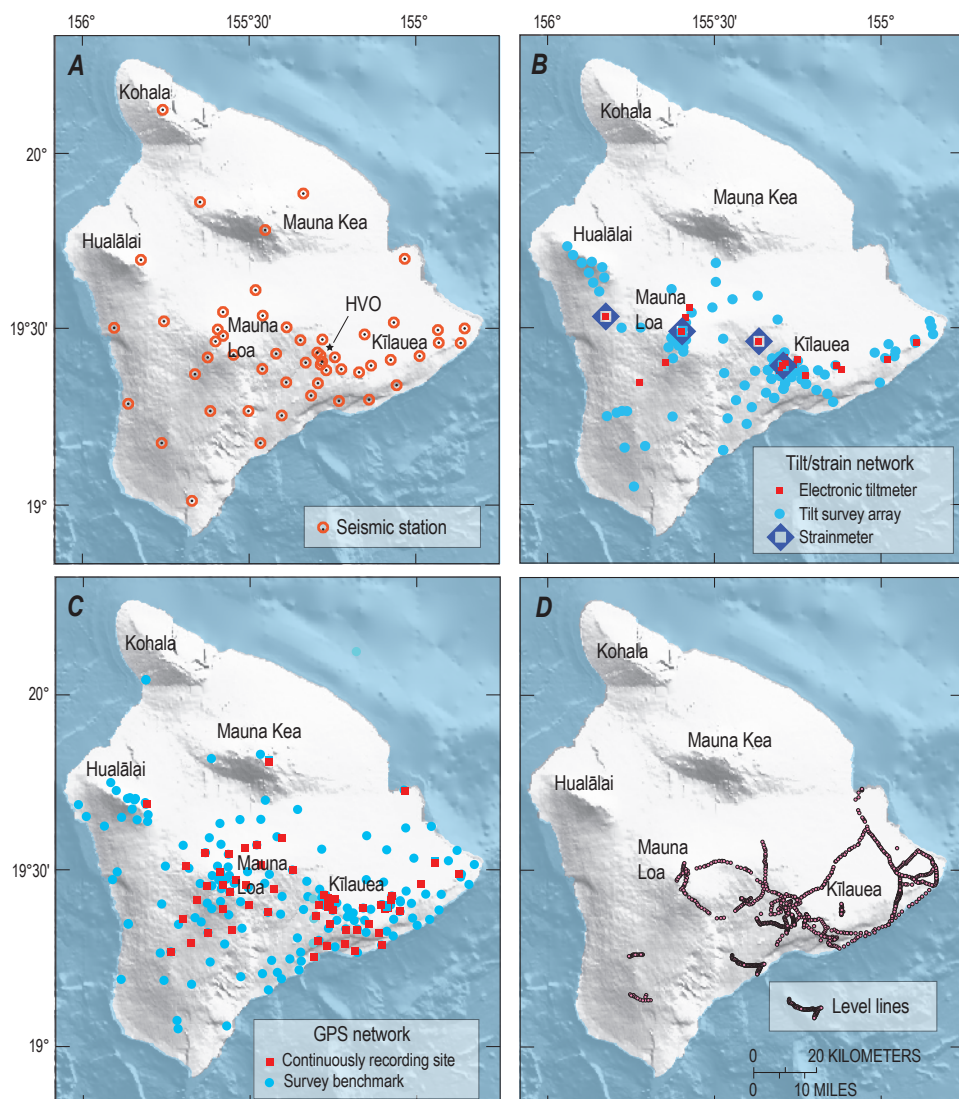 156° 155°30' 155°
156° 155°30' 155°
A
Kohala
20°
Mauna Kea
Hualālai
HVO
19°30'
Mauna
Loa
Kīlauea
19°
Seismic station
B
Kohala
Mauna Kea
Hualālai
Mauna
Loa
Kīlauea
Tilt/strain network
Electronic tiltmeter
Tilt survey array
Strainmeter
C
Kohala
20°
Mauna Kea
Hualālai
19°30'
Mauna
Loa
Kīlauea
19°
GPS network
Continuously recording site
Survey benchmark
D
Kohala
Mauna Kea
Hualālai
Mauna
Loa
Kīlauea
Level lines
0 20 KILOMETERS
0 10 MILES